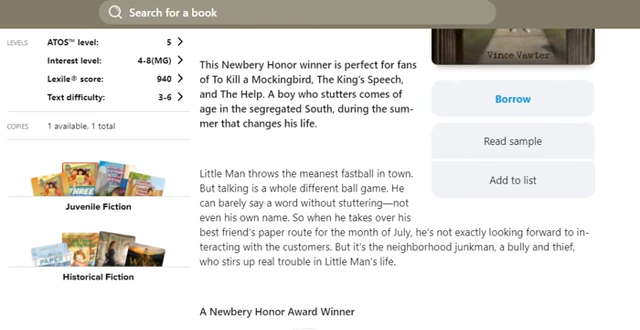 Search for a book
LEVELS
ATOS™ level: 5
Interest level: 4-8(MG)
Lexile® score: 940
Text difficulty: 3-6
COPIES
1 available, 1 total
THREE
Juvenile Fiction
PAPER
Historical Fiction
This Newbery Honor winner is perfect for fans
of To Kill a Mockingbird, The King's Speech,
and The Help. A boy who stutters comes of
age in the segregated South, during the sum-
mer that changes his life.
Little Man throws the meanest fastball in town.
But talking is a whole different ball game. He
can barely say a word without stuttering—not
even his own name. So when he takes over his
best friend's paper route for the month of July, he's not exactly looking forward to in-
teracting with the customers. But it's the neighborhood junkman, a bully and thief,
who stirs up real trouble in Little Man's life.
A Newbery Honor Award Winner
Vince Vawter
Borrow
Read sample
Add to list